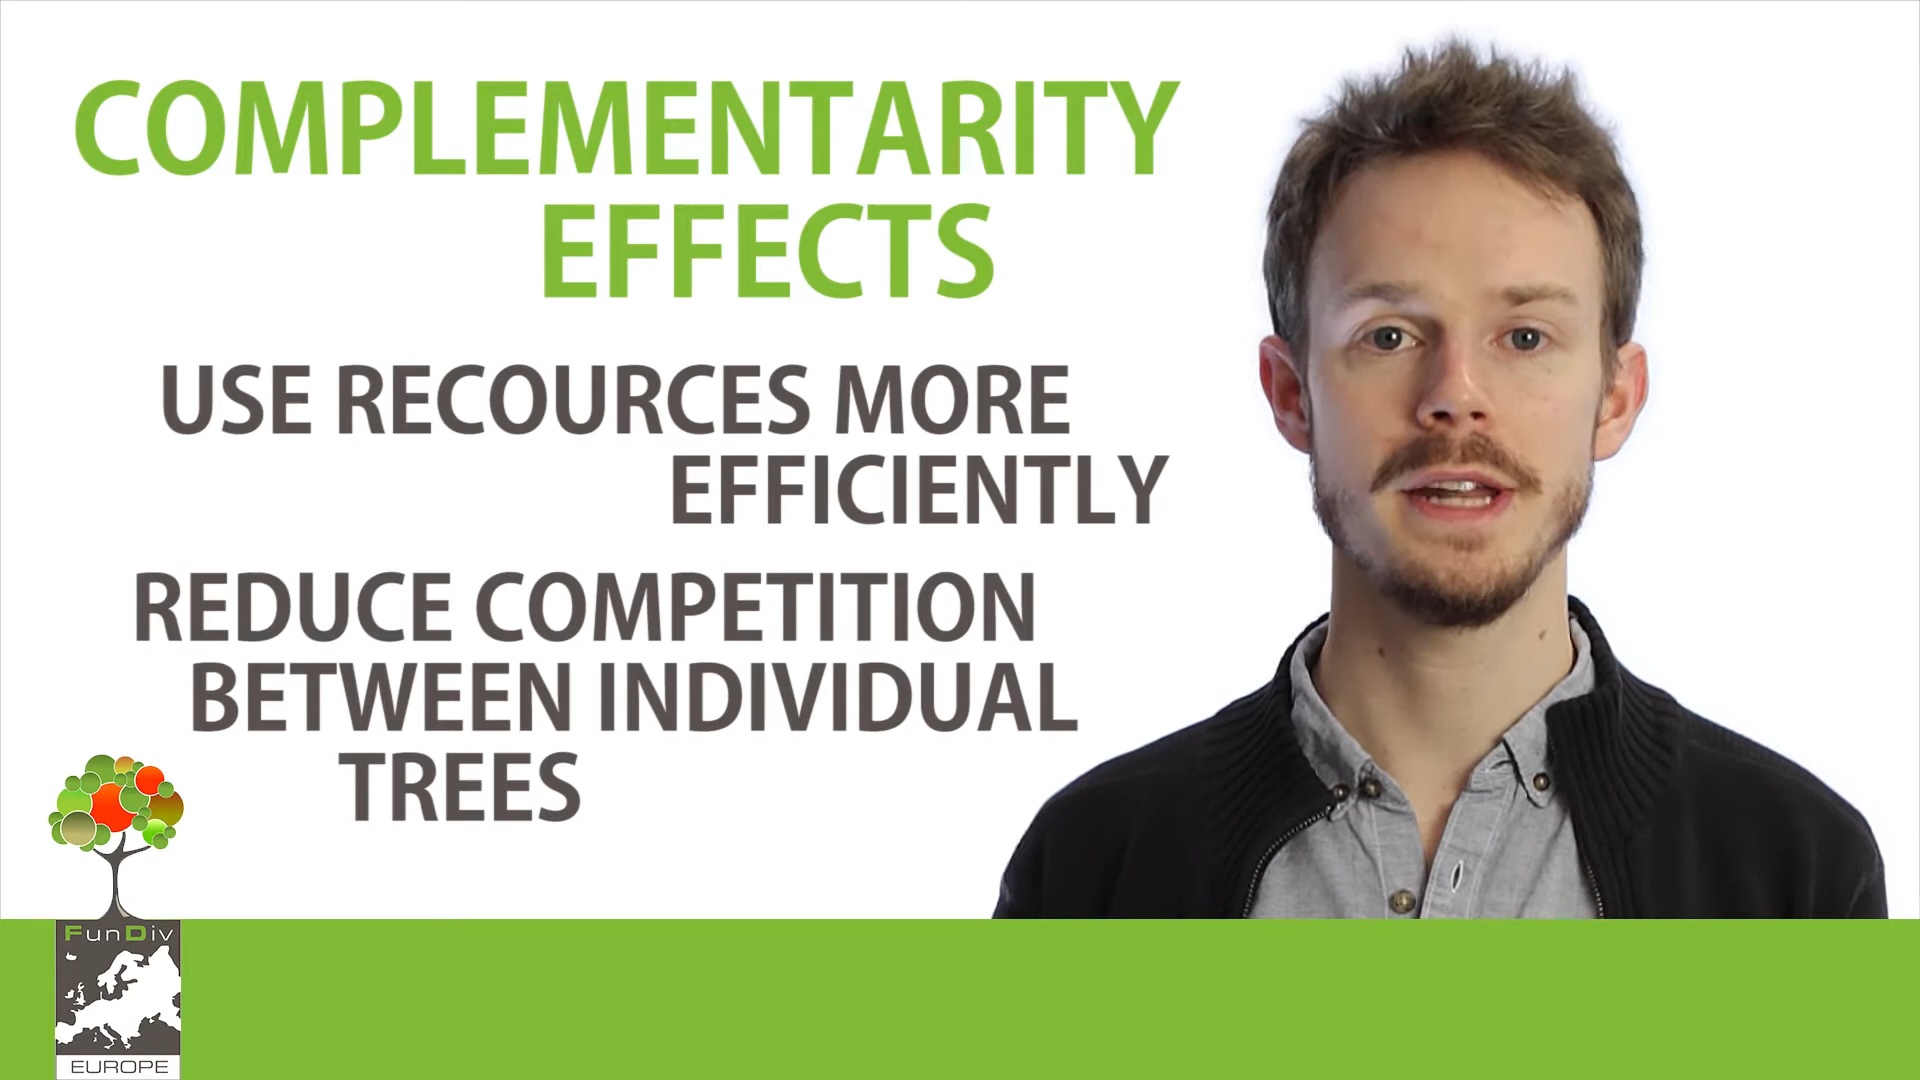 COMPLEMENTARITY
EFFECTS
USE RECOURCES MORE
EFFICIENTLY
REDUCE COMPETITION
BETWEEN INDIVIDUAL
TREES
FunDiv
EUROPE